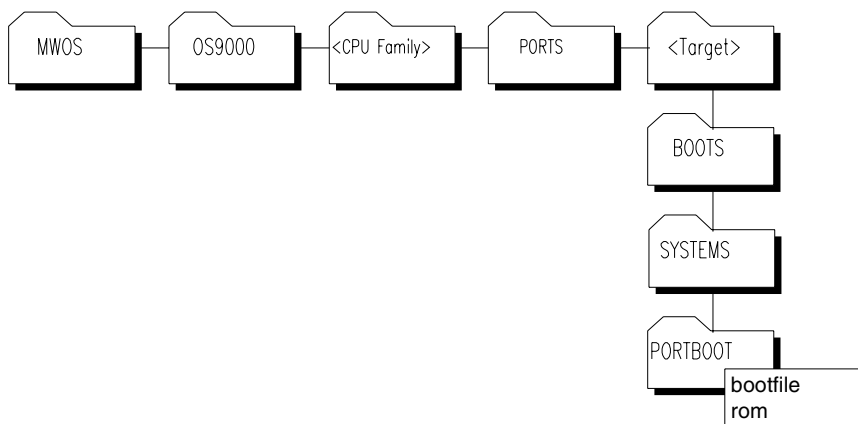 MWOS OS9000 <CPU Family> PORTS <Target>
BOOTS
SYSTEMS
PORTBOOT
bootfile
rom